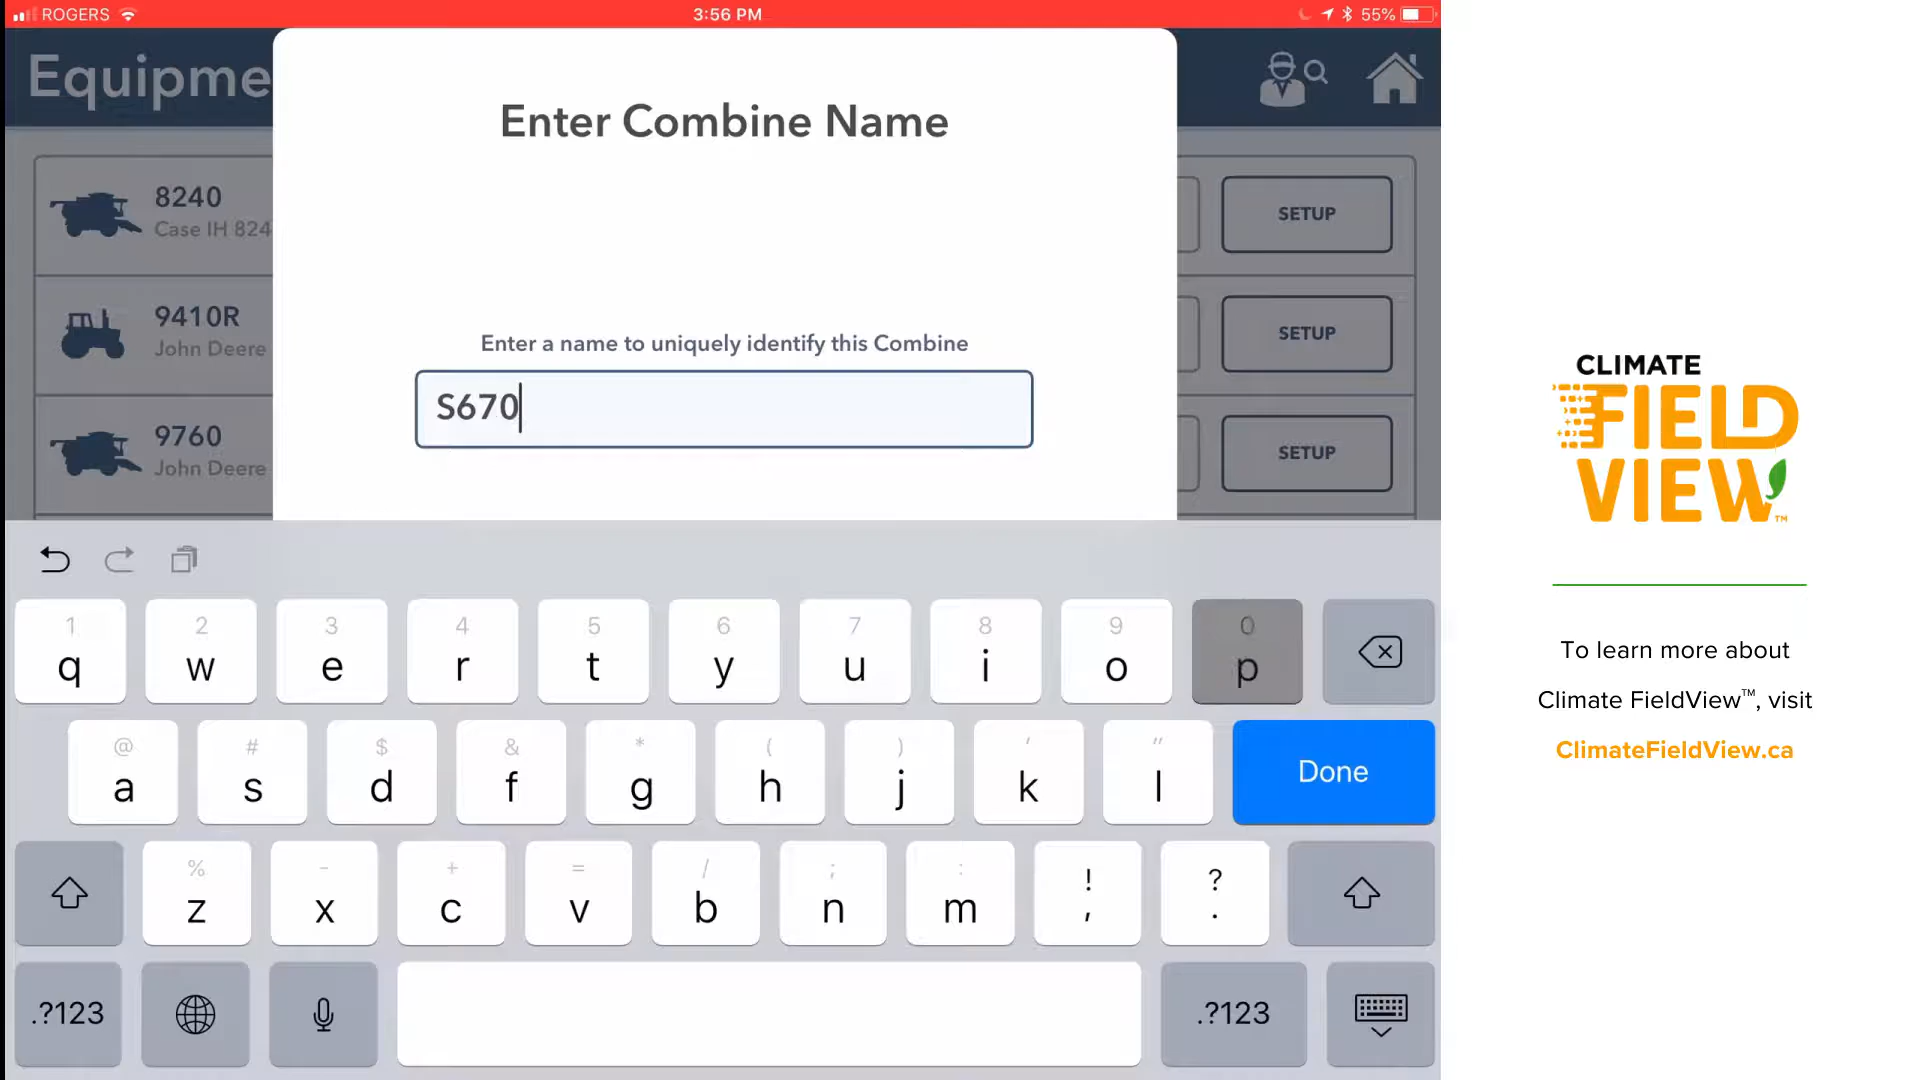 ROGERS
3:56 PM
55%
Equipme
Enter Combine Name
8240
Case IH 824
SETUP
9410R
John Deere
SETUP
9760
John Deere
SETUP
Enter a name to uniquely identify this Combine
S670
1 2 3 4 5 6 7 8 9 0
q w e r t y u i o p
@ # $ & * ( ) ' "
a s d f g h j k l Done
% - + = / ; : ! ?
z x c v b n m , .
.?123 .?123
CLIMATE
FIELD
VIEW™
To learn more about
Climate FieldView™, visit
ClimateFieldView.ca